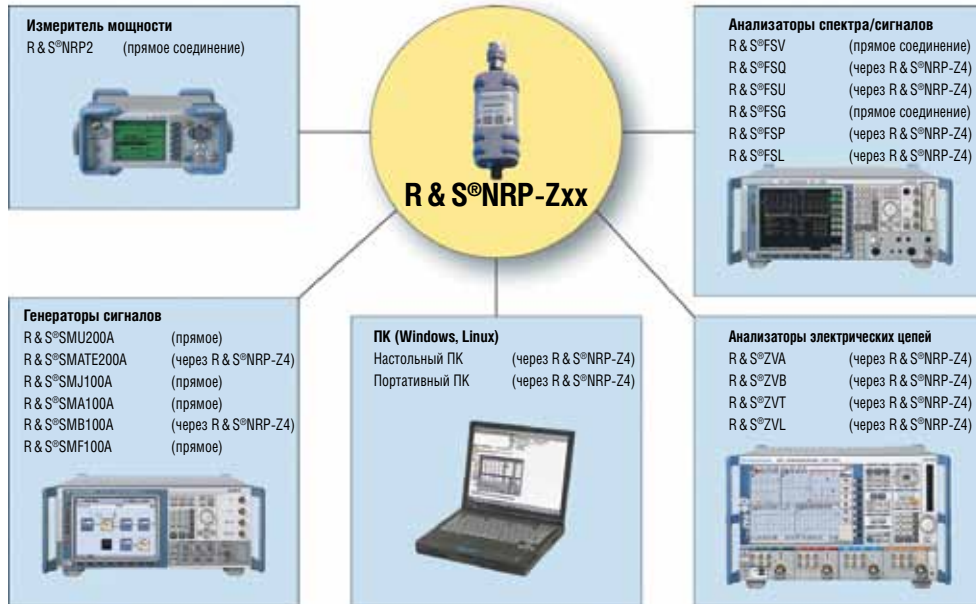 Измеритель мощности
R & S®NRP2 (прямое соединение)
R & S®NRP-Zxx
Анализаторы спектра/сигналов
R & S®FSV (прямое соединение)
R & S®FSQ (через R & S®NRP-Z4)
R & S®FSU (через R & S®NRP-Z4)
R & S®FSG (прямое соединение)
R & S®FSP (через R & S®NRP-Z4)
R & S®FSL (через R & S®NRP-Z4)
Генераторы сигналов
R & S®SMU200A (прямое)
R & S®SMATE200A (через R & S®NRP-Z4)
R & S®SMJ100A (прямое)
R & S®SMA100A (прямое)
R & S®SMB100A (через R & S®NRP-Z4)
R & S®SMF100A (прямое)
ПК (Windows, Linux)
Настольный ПК (через R & S®NRP-Z4)
Портативный ПК (через R & S®NRP-Z4)
Анализаторы электрических цепей
R & S®ZVA (через R & S®NRP-Z4)
R & S®ZVB (через R & S®NRP-Z4)
R & S®ZVT (через R & S®NRP-Z4)
R & S®ZVL (через R & S®NRP-Z4)